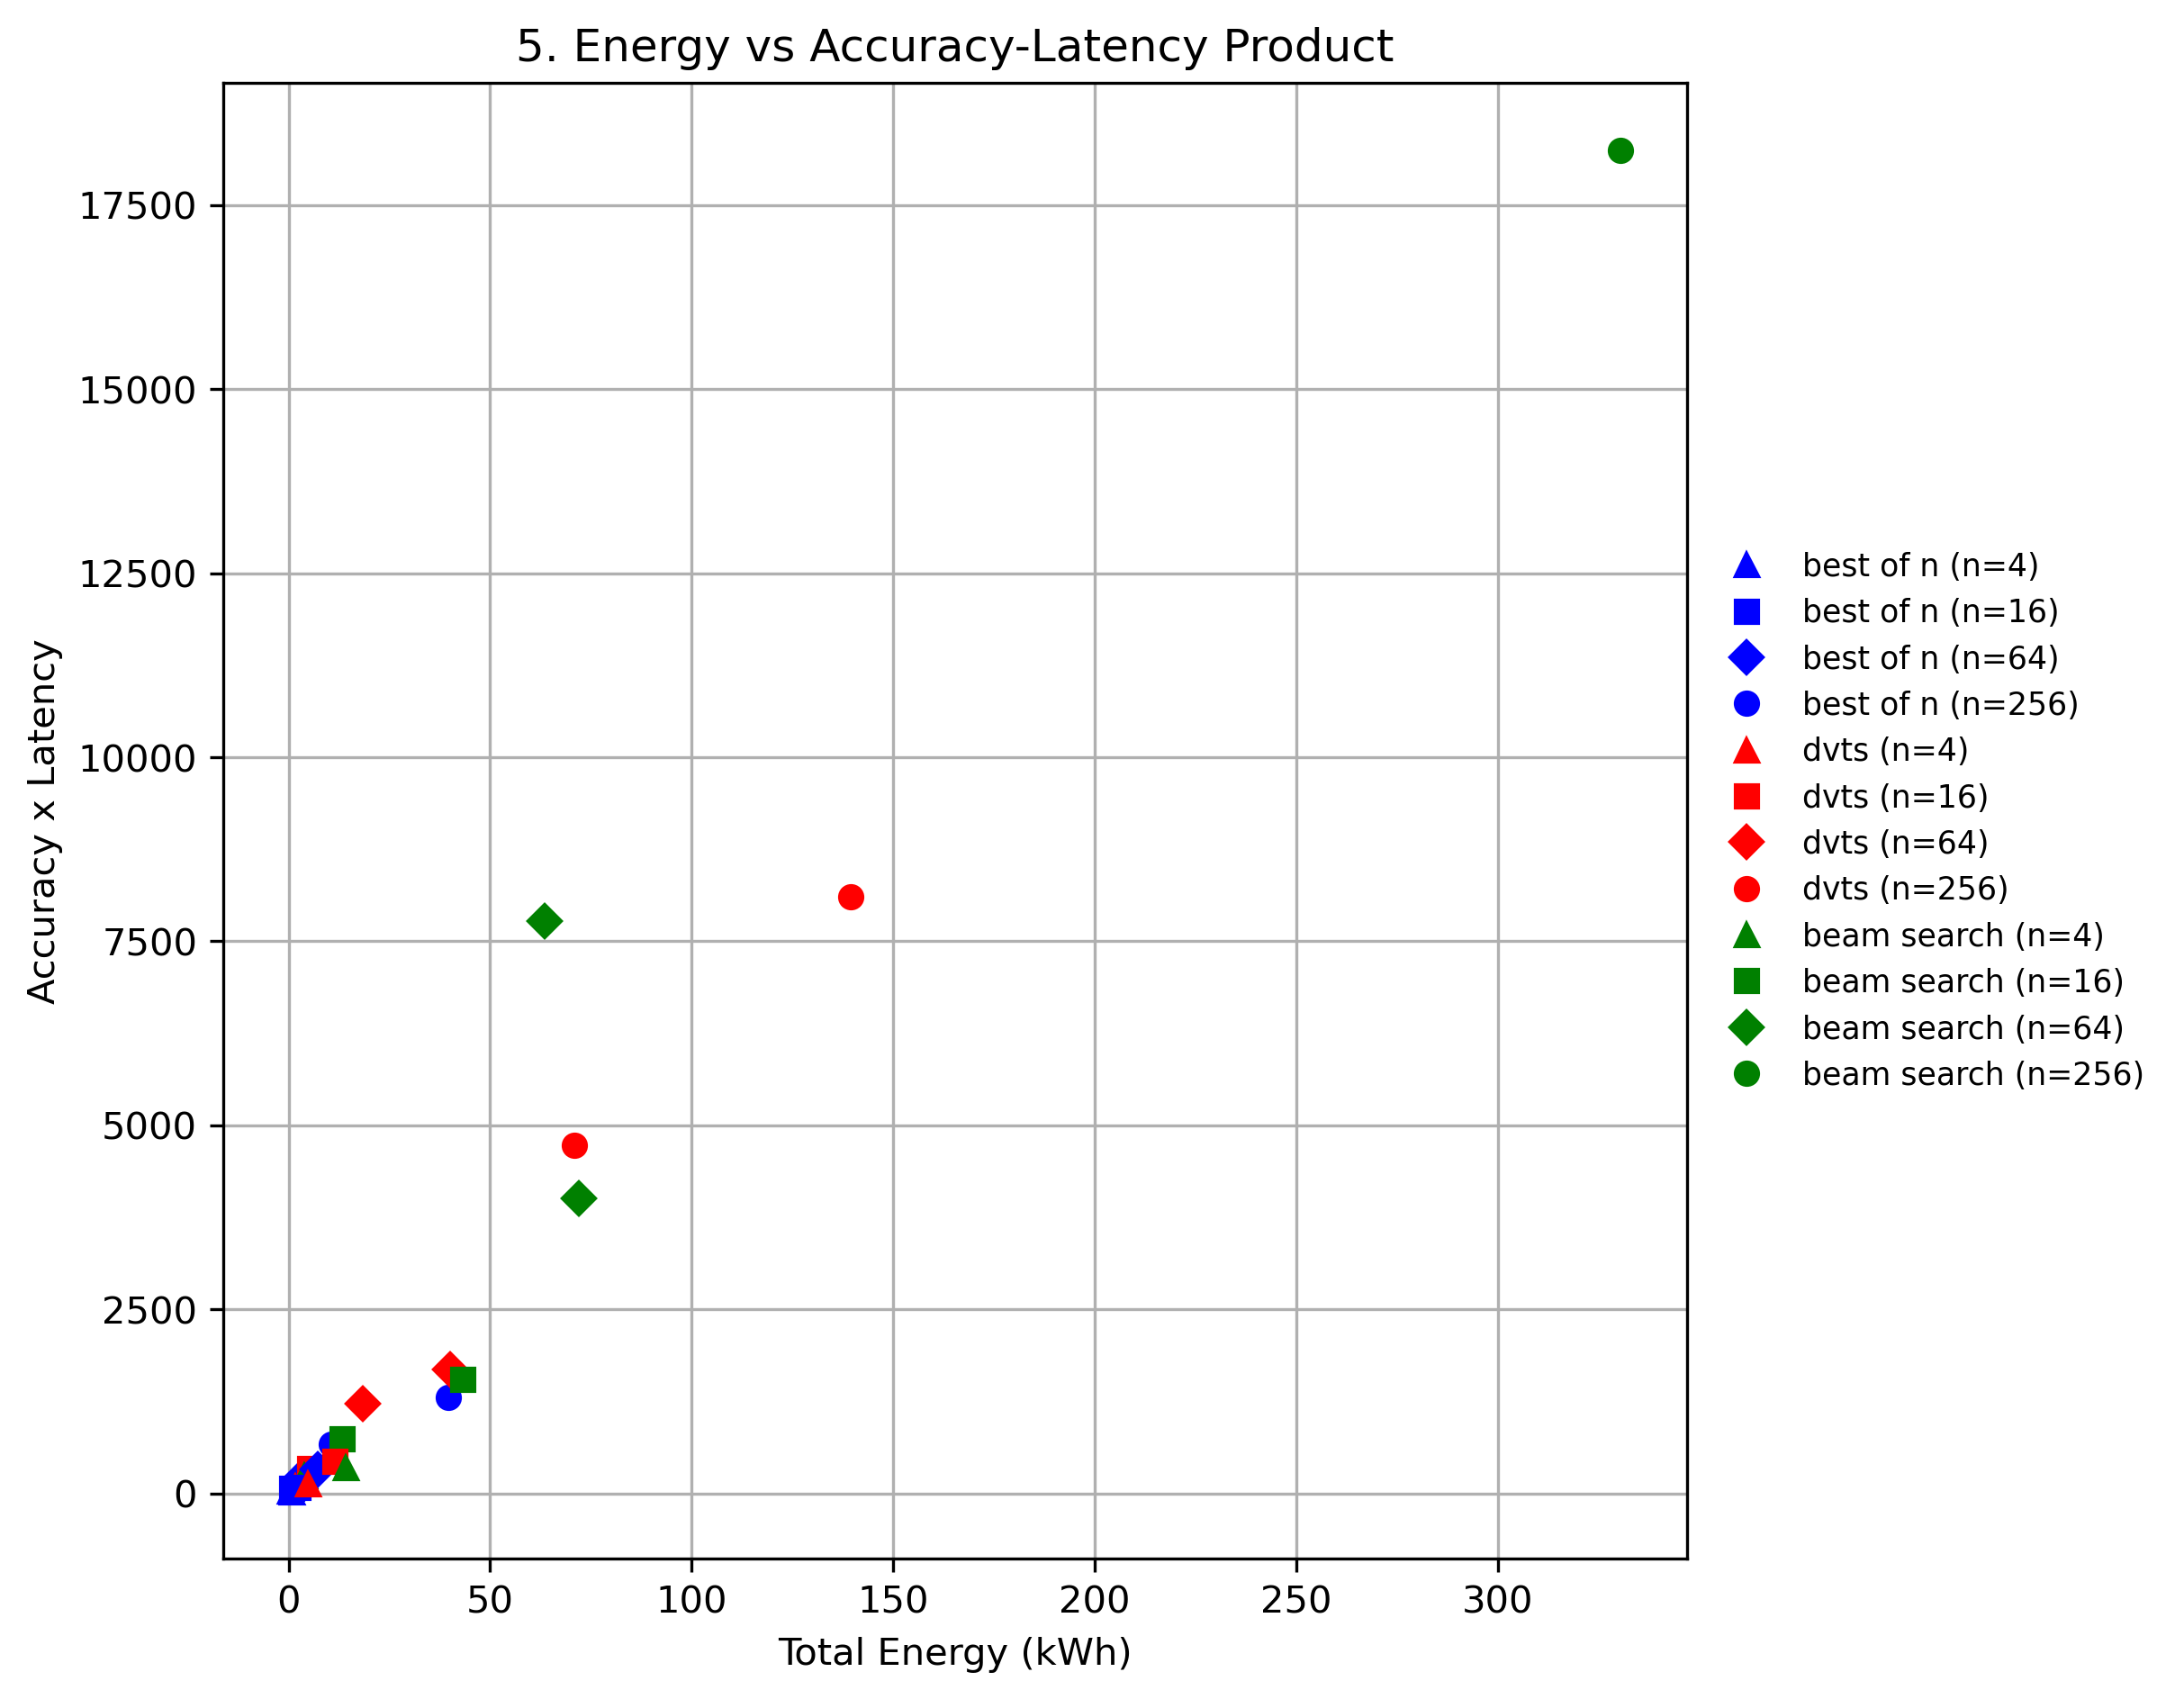 5. Energy vs Accuracy-Latency Product
Accuracy x Latency
17500
15000
12500
10000
7500
5000
2500
0
0 50 100 150 200 250 300
Total Energy (kWh)
best of n (n=4)
best of n (n=16)
best of n (n=64)
best of n (n=256)
dvts (n=4)
dvts (n=16)
dvts (n=64)
dvts (n=256)
beam search (n=4)
beam search (n=16)
beam search (n=64)
beam search (n=256)